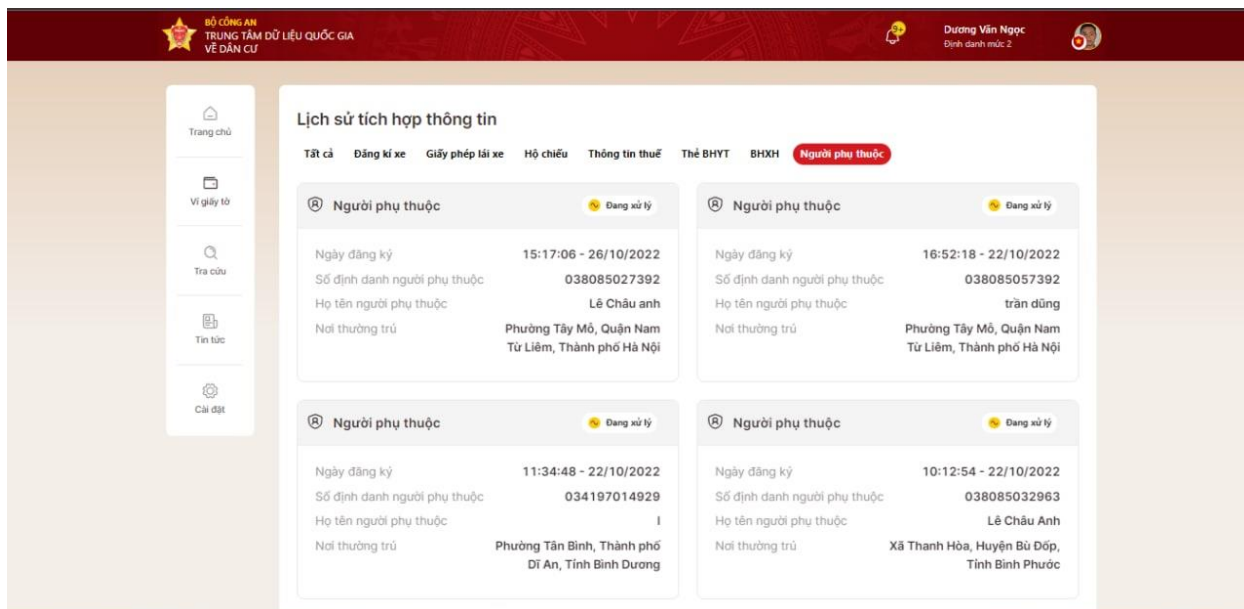 BỘ CÔNG AN
TRUNG TÂM DỮ LIỆU QUỐC GIA
VỀ DÂN CƯ
9+
Dương Văn Ngọc
Định danh mức 2
Trang chủ
Ví giấy tờ
Tra cứu
Tin tức
Cài đặt
Lịch sử tích hợp thông tin
Tất cả Đăng kí xe Giấy phép lái xe Hộ chiếu Thông tin thuế Thẻ BHYT BHXH Người phụ thuộc
Người phụ thuộc Đang xử lý
Ngày đăng ký 15:17:06 - 26/10/2022
Số định danh người phụ thuộc 038085027392
Họ tên người phụ thuộc Lê Châu anh
Nơi thường trú Phường Tây Mỗ, Quận Nam
Từ Liêm, Thành phố Hà Nội
Người phụ thuộc Đang xử lý
Ngày đăng ký 16:52:18 - 22/10/2022
Số định danh người phụ thuộc 038085057392
Họ tên người phụ thuộc trần dũng
Nơi thường trú Phường Tây Mỗ, Quận Nam
Từ Liêm, Thành phố Hà Nội
Người phụ thuộc Đang xử lý
Ngày đăng ký 11:34:48 - 22/10/2022
Số định danh người phụ thuộc 034197014929
Họ tên người phụ thuộc l
Nơi thường trú Phường Tân Bình, Thành phố
Dĩ An, Tỉnh Bình Dương
Người phụ thuộc Đang xử lý
Ngày đăng ký 10:12:54 - 22/10/2022
Số định danh người phụ thuộc 038085032963
Họ tên người phụ thuộc Lê Châu Anh
Nơi thường trú Xã Thanh Hòa, Huyện Bù Đốp,
Tỉnh Bình Phước